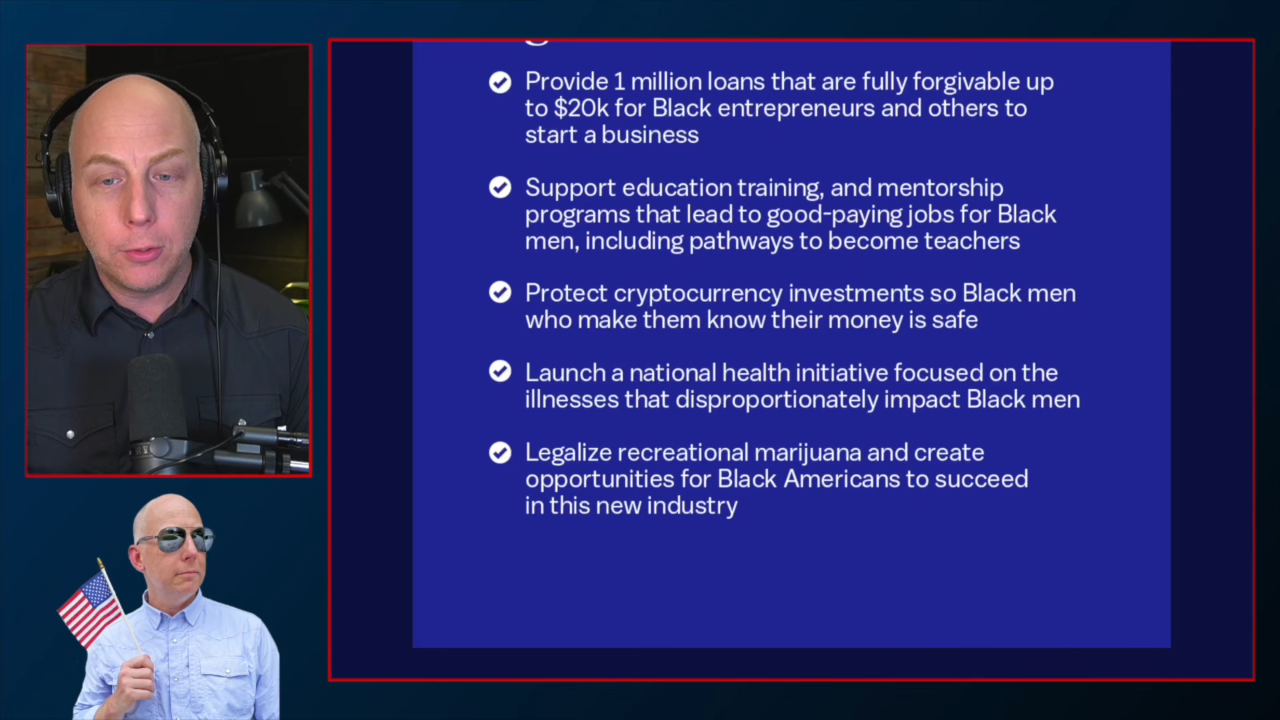 Provide 1 million loans that are fully forgivable up
to $20k for Black entrepreneurs and others to
start a business
Support education training, and mentorship
programs that lead to good-paying jobs for Black
men, including pathways to become teachers
Protect cryptocurrency investments so Black men
who make them know their money is safe
Launch a national health initiative focused on the
illnesses that disproportionately impact Black men
Legalize recreational marijuana and create
opportunities for Black Americans to succeed
in this new industry